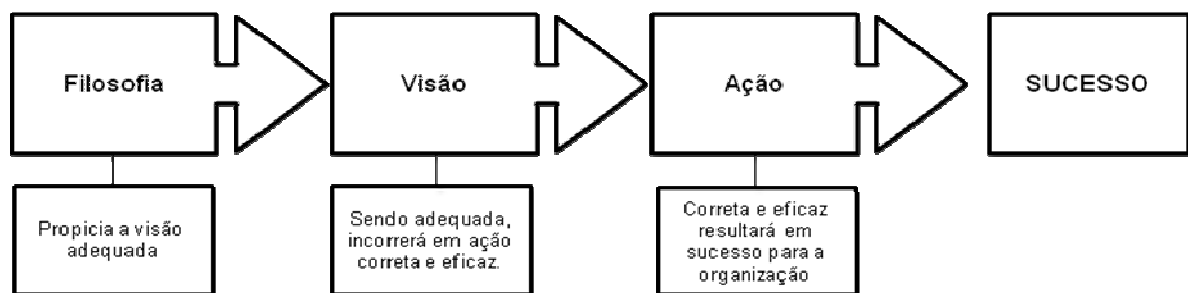 Filosofia
Visão
Ação
SUCESSO
Propicia a visão
adequada
Sendo adequada,
incorrerá em ação
correta e eficaz.
Correta e eficaz
resultará em
sucesso para a
organização